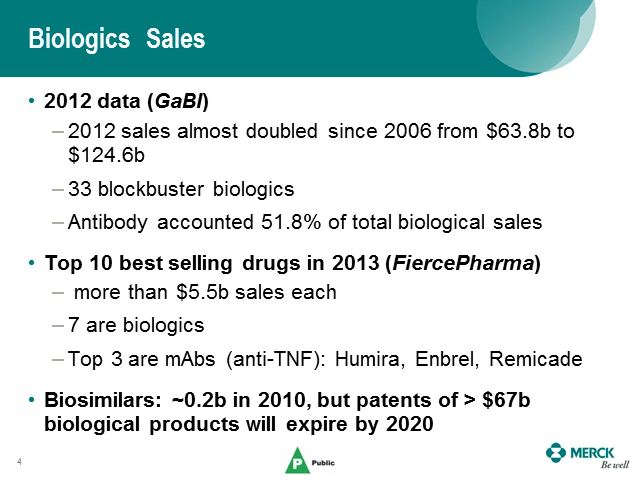 Biologics Sales
• 2012 data (GaBI)
– 2012 sales almost doubled since 2006 from $63.8b to
$124.6b
– 33 blockbuster biologics
– Antibody accounted 51.8% of total biological sales
• Top 10 best selling drugs in 2013 (FiercePharma)
– more than $5.5b sales each
– 7 are biologics
– Top 3 are mAbs (anti-TNF): Humira, Enbrel, Remicade
• Biosimilars: ~0.2b in 2010, but patents of > $67b
biological products will expire by 2020
4
P Public
MERCK
Be well